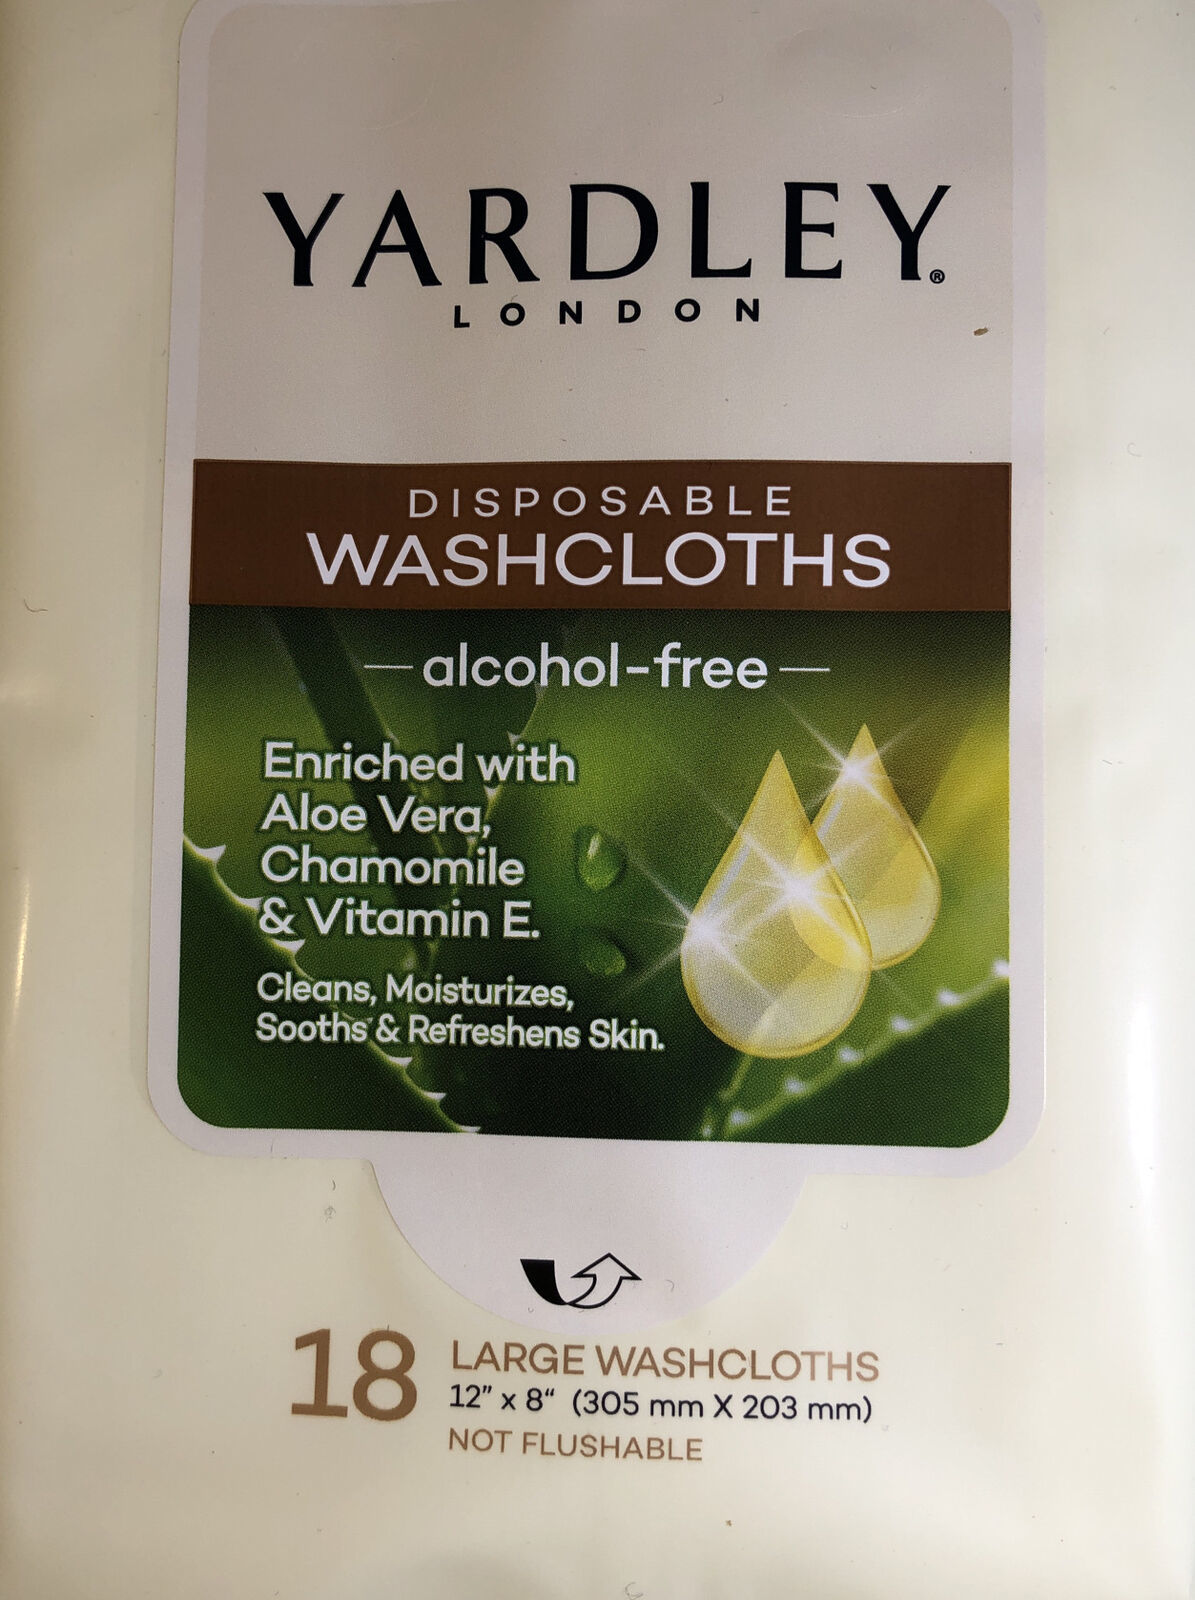 YARDLEY®
LONDON
DISPOSABLE
WASHCLOTHS
alcohol-free
Enriched with
Aloe Vera,
Chamomile
& Vitamin E.
Cleans, Moisturizes,
Sooths & Refreshens Skin.
18
LARGE WASHCLOTHS
12” x 8“ (305 mm X 203 mm)
NOT FLUSHABLE